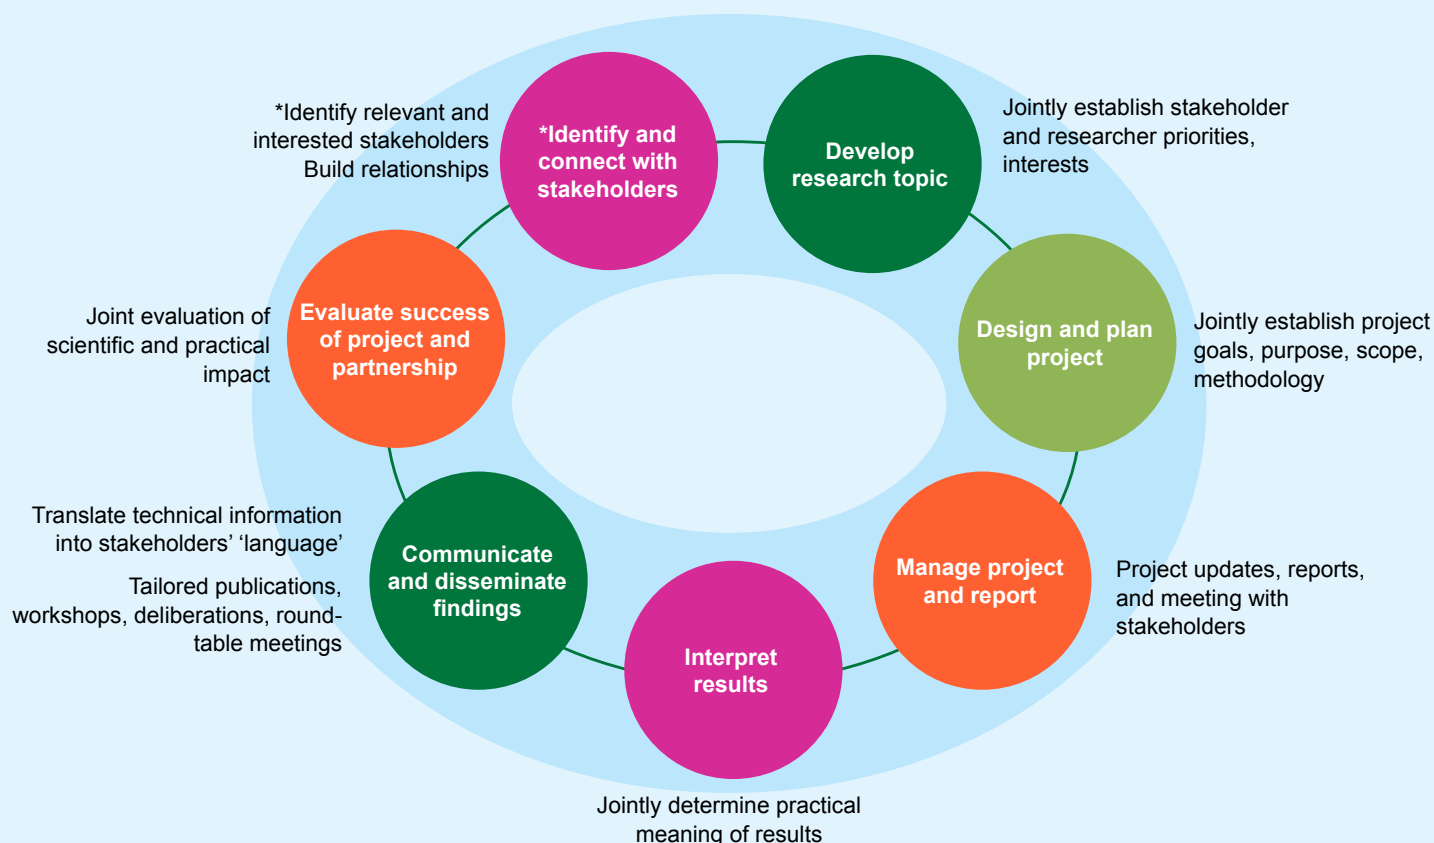 *Identify relevant and
interested stakeholders
Build relationships
*Identify and
connect with
stakeholders
Develop
research topic
Jointly establish stakeholder
and researcher priorities,
interests
Design and plan
project
Jointly establish project
goals, purpose, scope,
methodology
Manage project
and report
Project updates, reports,
and meeting with
stakeholders
Interpret
results
Jointly determine practical
meaning of results
Communicate
and disseminate
findings
Translate technical information
into stakeholders’ ‘language’
Tailored publications,
workshops, deliberations, round-
table meetings
Evaluate success
of project and
partnership
Joint evaluation of
scientific and practical
impact